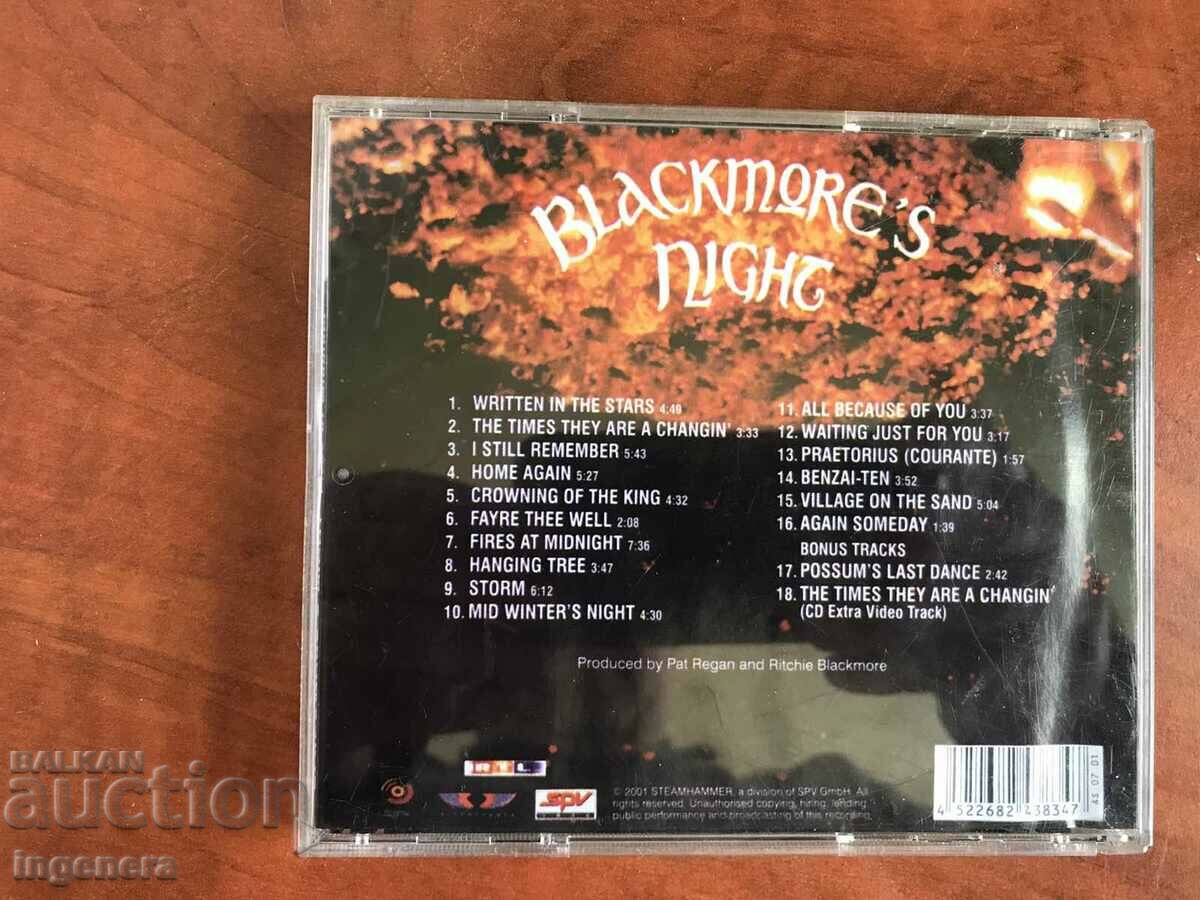 BLACKMORE'S
NIGHT
1. WRITTEN IN THE STARS 4:49
2. THE TIMES THEY ARE A CHANGIN' 3:33
3. I STILL REMEMBER 5:43
4. HOME AGAIN 5:27
5. CROWNING OF THE KING 4:32
6. FAYRE THEE WELL 2:08
7. FIRES AT MIDNIGHT 7:36
8. HANGING TREE 3:47
9. STORM 6:12
10. MID WINTER'S NIGHT 4:30
11. ALL BECAUSE OF YOU 3:37
12. WAITING JUST FOR YOU 3:17
13. PRAETORIUS (COURANTE) 1:57
14. BENZAI-TEN 3:52
15. VILLAGE ON THE SAND 5:04
16. AGAIN SOMEDAY 1:39
BONUS TRACKS
17. POSSUM'S LAST DANCE 2:42
18. THE TIMES THEY ARE A CHANGIN'
(CD Extra Video Track)
Produced by Pat Regan and Ritchie Blackmore
RTL
SPV
© 2001 STEAMHAMMER, a division of SPV GmbH. All
rights reserved. Unauthorised copying, hiring, lending,
public performance and broadcasting of this recording
4 522682 438347
AS 07 01
BALKAN
auction
ingenera